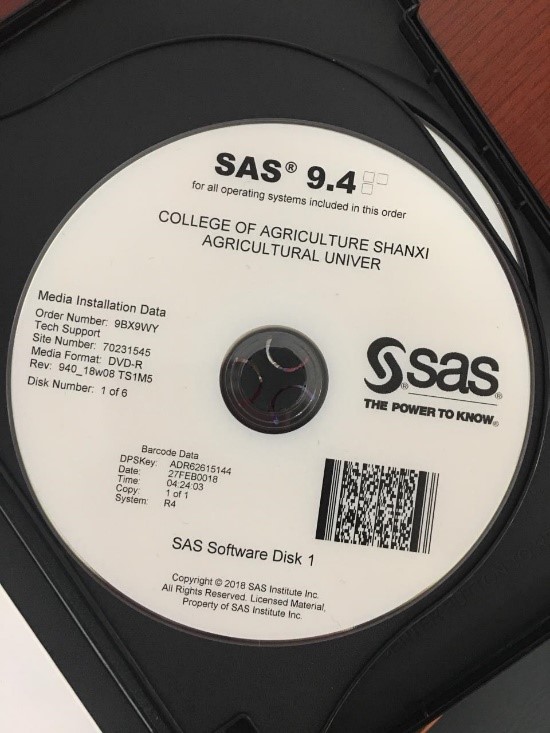 SAS® 9.4
for all operating systems included in this order
COLLEGE OF AGRICULTURE SHANXI
AGRICULTURAL UNIVER
Media Installation Data
Order Number: 9BX9WY
Tech Support
Site Number: 70231545
Media Format: DVD-R
Rev: 940_18w08 TS1M5
Disk Number: 1 of 6
sas®
THE POWER TO KNOW®
Barcode Data
DPSKey: ADR62615144
Date: 27FEB0018
Time: 04:24:03
Copy: 1 of 1
System: R4
SAS Software Disk 1
Copyright © 2018 SAS Institute Inc.
All Rights Reserved. Licensed Material,
Property of SAS Institute Inc.